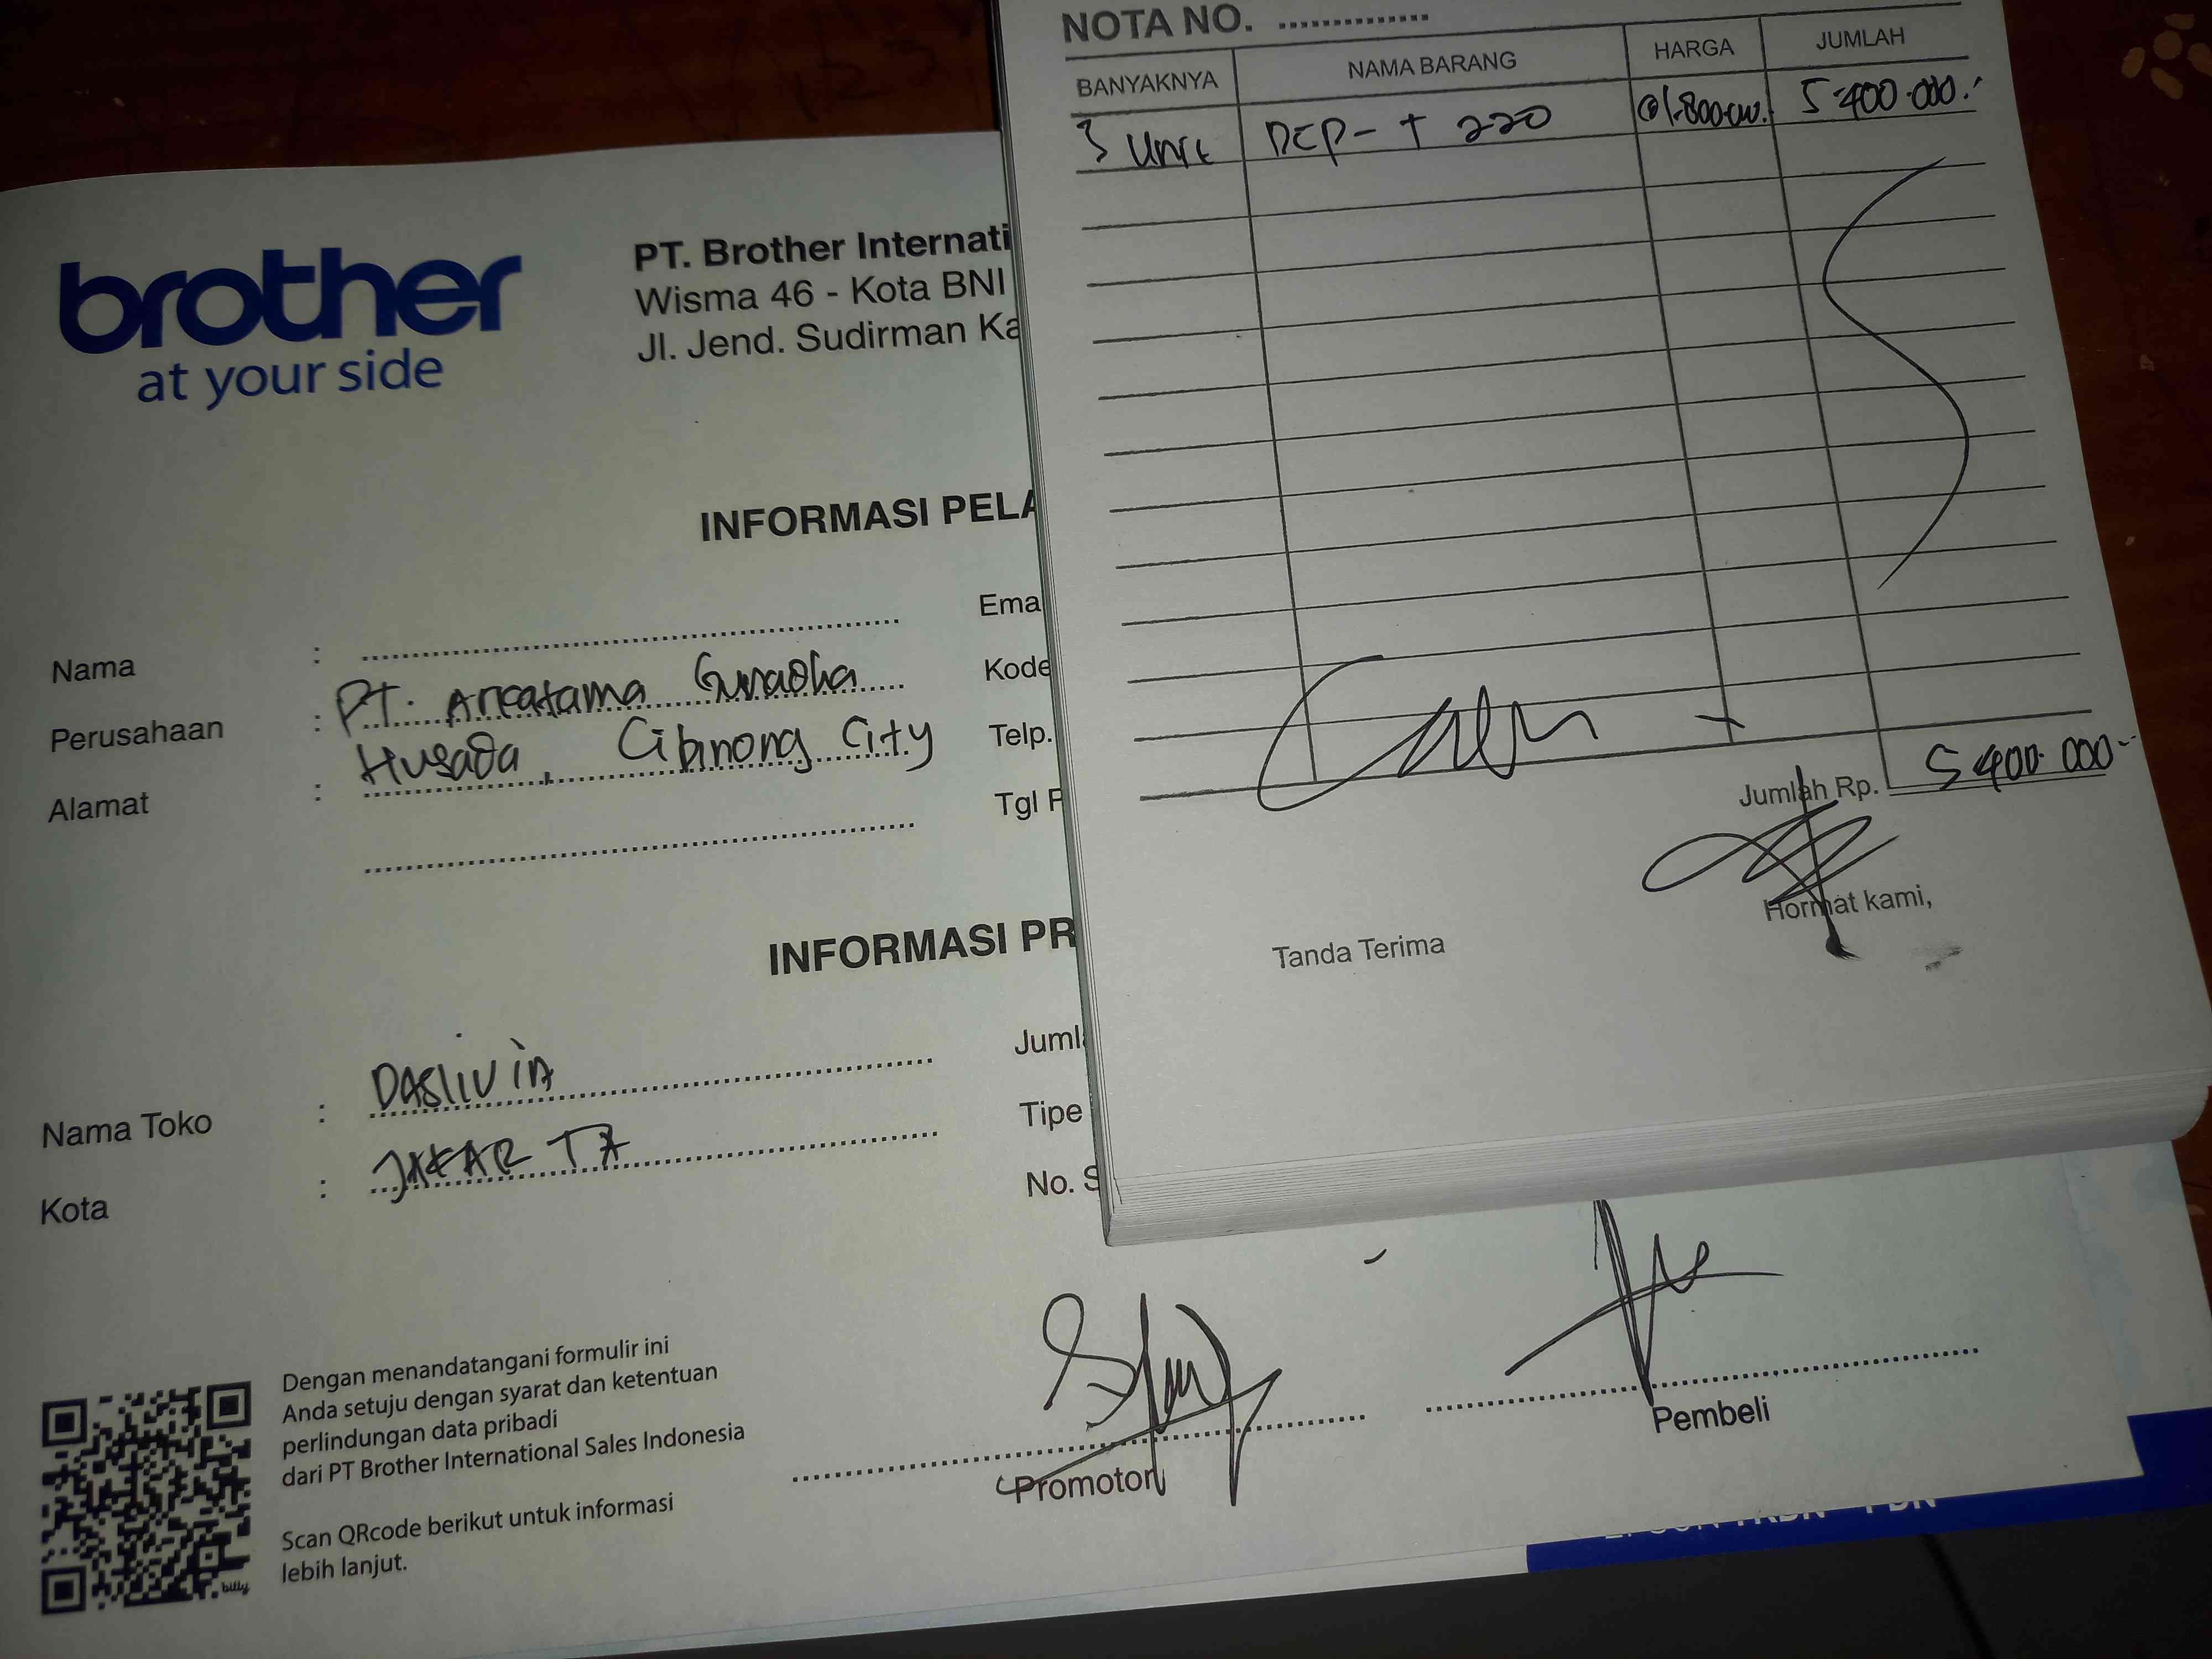 NOTA NO. ..............
BANYAKNYA NAMA BARANG HARGA JUMLAH
3 Unit DCP-T 220 @1.800.000. 5.400.000.-
Jumlah Rp. 5.400.000.-
Tanda Terima Hormat kami,
brother
at your side
PT. Brother Internati
Wisma 46 - Kota BNI
Jl. Jend. Sudirman Ka
INFORMASI PELA
Nama :
Ema
Perusahaan : PT. Arcatama Gunadha
Kode
Alamat : Husada, Cibinong City
Telp.
Tgl P
INFORMASI PR
Nama Toko : DASLIVIA
Juml
Kota : JAKARTA
Tipe
No. S
Dengan menandatangani formulir ini
Anda setuju dengan syarat dan ketentuan
perlindungan data pribadi
dari PT Brother International Sales Indonesia
Scan QRcode berikut untuk informasi
lebih lanjut.
billy
Promotor
Pembeli